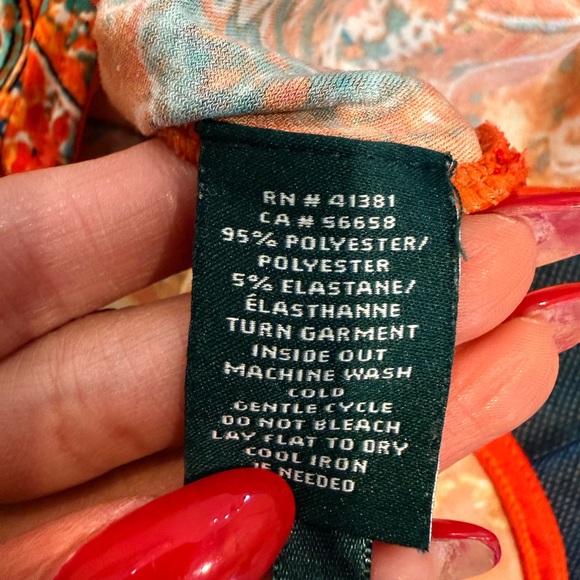 RN # 41381
CA # 56658
95% POLYESTER/
POLYESTER
5% ELASTANE/
ÉLASTHANNE
TURN GARMENT
INSIDE OUT
MACHINE WASH
COLD
GENTLE CYCLE
DO NOT BLEACH
LAY FLAT TO DRY
COOL IRON
IF NEEDED